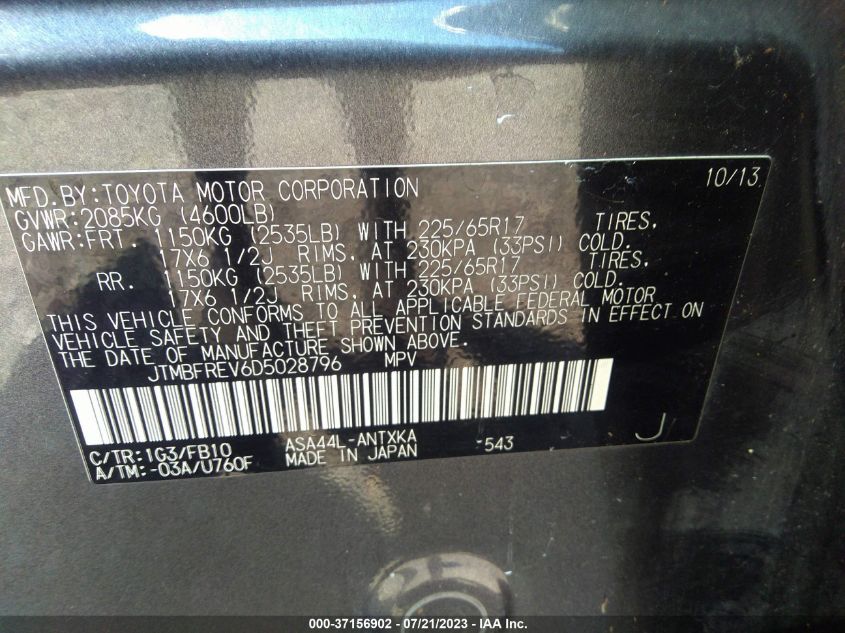 MFD.BY:TOYOTA MOTOR CORPORATION 10/13
GVWR:2085KG (4600LB)
GAWR:FRT. 1150KG (2535LB) WITH 225/65R17 TIRES,
17X6 1/2J RIMS, AT 230KPA (33PSI) COLD.
RR. 1150KG (2535LB) WITH 225/65R17 TIRES,
17X6 1/2J RIMS, AT 230KPA (33PSI) COLD.
THIS VEHICLE CONFORMS TO ALL APPLICABLE FEDERAL MOTOR
VEHICLE SAFETY AND THEFT PREVENTION STANDARDS IN EFFECT ON
THE DATE OF MANUFACTURE SHOWN ABOVE.
JTMBFREV6D5028796 MPV
C/TR:1G3/FB10 ASA44L-ANTXKA -543 J
A/TM:-03A/U760F MADE IN JAPAN
000-37156902 - 07/21/2023 - IAA Inc.